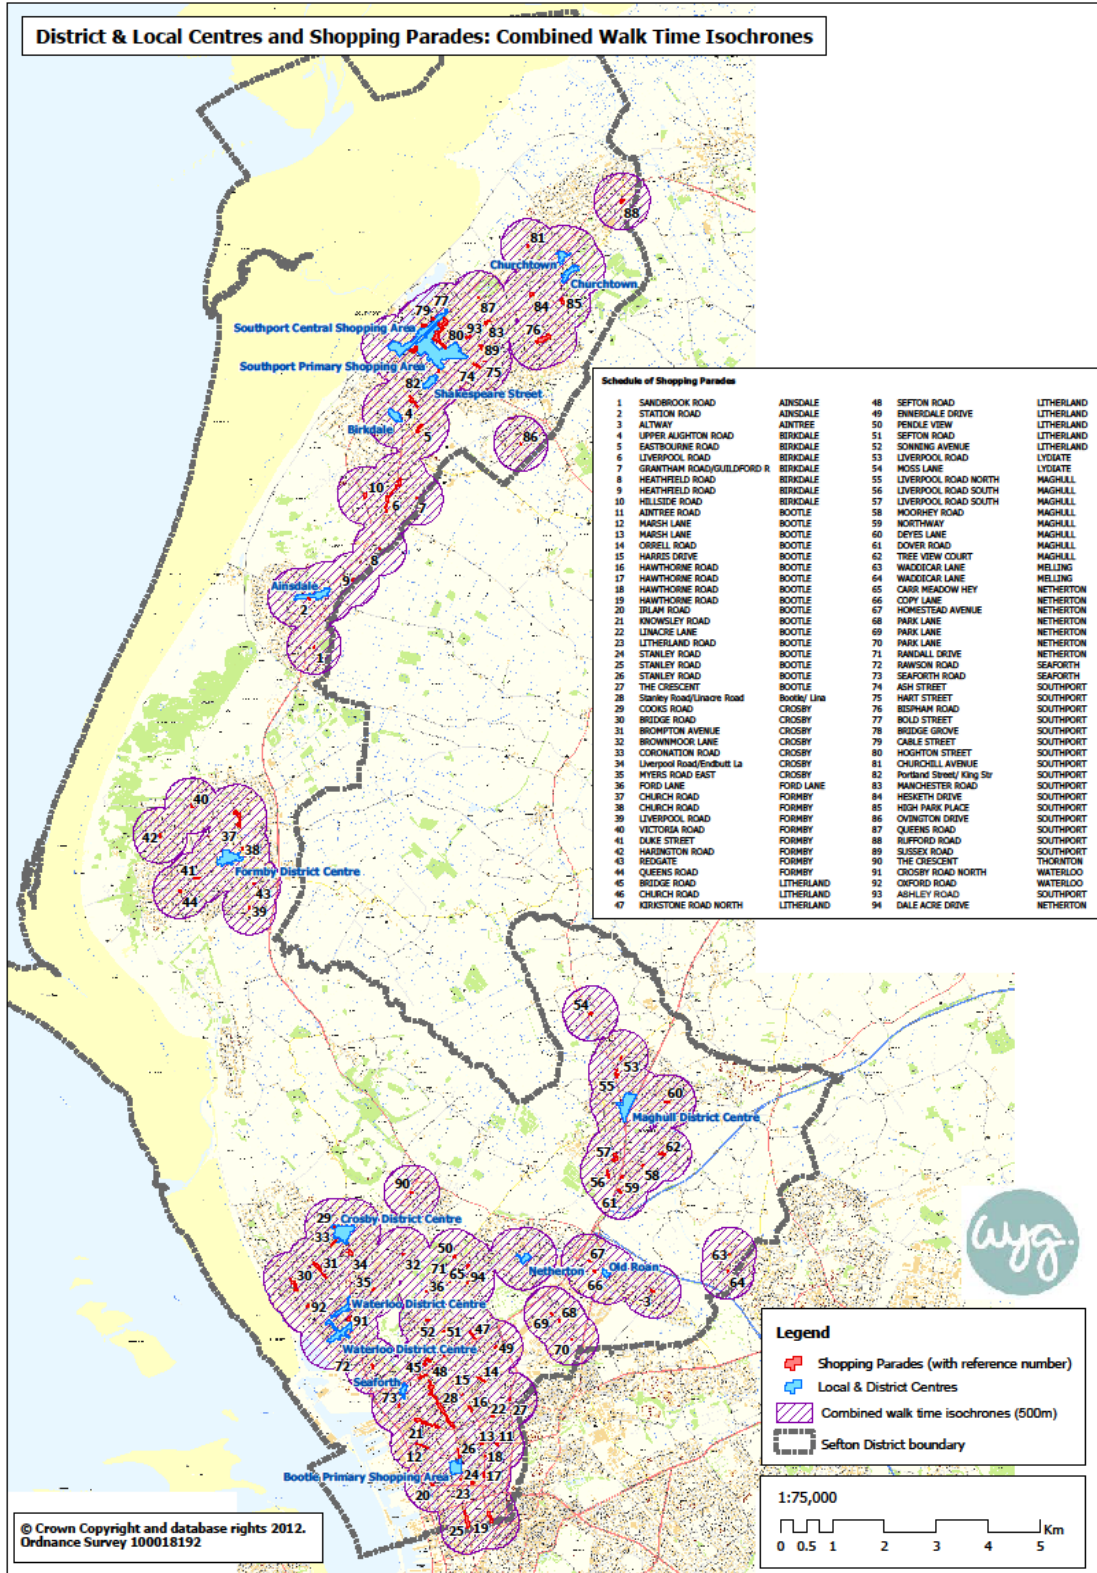 District & Local Centres and Shopping Parades: Combined Walk Time Isochrones
88
81
Churchtown
Churchtown
77
79
87
84
85
Southport Central Shopping Area
80
93
83
76
89
Southport Primary Shopping Area
74
75
82
Shakespeare Street
4
Birkdale
5
86
10
6
7
8
9
Ainsdale
2
1
40
42
37
38
41
Formby District Centre
43
44
39
54
53
55
60
Maghull District Centre
57
62
56
58
59
61
90
29
Crosby District Centre
33
50
34
32
71
67
63
31
65
94
Netherton
Old Roan
30
35
36
66
64
3
92
Waterloo District Centre
91
69
68
52
51
47
Waterloo District Centre
49
70
72
45
48
14
Seaforth
15
73
28
16
22
27
21
13
11
12
26
18
Bootle Primary Shopping Area
24
17
20
23
25
19
Schedule of Shopping Parades
1 SANDBROOK ROAD AINSDALE 48 SEFTON ROAD LITHERLAND
2 STATION ROAD AINSDALE 49 ENNERDALE DRIVE LITHERLAND
3 ALTWAY AINTREE 50 PENDLE VIEW LITHERLAND
4 UPPER AUGHTON ROAD BIRKDALE 51 SEFTON ROAD LITHERLAND
5 EASTBOURNE ROAD BIRKDALE 52 SONNING AVENUE LITHERLAND
6 LIVERPOOL ROAD BIRKDALE 53 LIVERPOOL ROAD LYDIATE
7 GRANTHAM ROAD/GUILDFORD R BIRKDALE 54 MOSS LANE LYDIATE
8 HEATHFIELD ROAD BIRKDALE 55 LIVERPOOL ROAD NORTH MAGHULL
9 HEATHFIELD ROAD BIRKDALE 56 LIVERPOOL ROAD SOUTH MAGHULL
10 HILLSIDE ROAD BIRKDALE 57 LIVERPOOL ROAD SOUTH MAGHULL
11 AINTREE ROAD BOOTLE 58 MOORHEY ROAD MAGHULL
12 MARSH LANE BOOTLE 59 NORTHWAY MAGHULL
13 MARSH LANE BOOTLE 60 DEYES LANE MAGHULL
14 ORRELL ROAD BOOTLE 61 DOVER ROAD MAGHULL
15 HARRIS DRIVE BOOTLE 62 TREE VIEW COURT MAGHULL
16 HAWTHORNE ROAD BOOTLE 63 WADDICAR LANE MELLING
17 HAWTHORNE ROAD BOOTLE 64 WADDICAR LANE MELLING
18 HAWTHORNE ROAD BOOTLE 65 CARR MEADOW HEY NETHERTON
19 HAWTHORNE ROAD BOOTLE 66 COPY LANE NETHERTON
20 IRLAM ROAD BOOTLE 67 HOMESTEAD AVENUE NETHERTON
21 KNOWSLEY ROAD BOOTLE 68 PARK LANE NETHERTON
22 LINACRE LANE BOOTLE 69 PARK LANE NETHERTON
23 LITHERLAND ROAD BOOTLE 70 PARK LANE NETHERTON
24 STANLEY ROAD BOOTLE 71 RANDALL DRIVE NETHERTON
25 STANLEY ROAD BOOTLE 72 RAWSON ROAD SEAFORTH
26 STANLEY ROAD BOOTLE 73 SEAFORTH ROAD SEAFORTH
27 THE CRESCENT BOOTLE 74 ASH STREET SOUTHPORT
28 Stanley Road/Linacre Road Bootle/ Lina 75 HART STREET SOUTHPORT
29 COOKS ROAD CROSBY 76 BISPHAM ROAD SOUTHPORT
30 BRIDGE ROAD CROSBY 77 BOLD STREET SOUTHPORT
31 BROMPTON AVENUE CROSBY 78 BRIDGE GROVE SOUTHPORT
32 BROWNMOOR LANE CROSBY 79 CABLE STREET SOUTHPORT
33 CORONATION ROAD CROSBY 80 HOGHTON STREET SOUTHPORT
34 Liverpool Road/Endbutt La CROSBY 81 CHURCHILL AVENUE SOUTHPORT
35 MYERS ROAD EAST CROSBY 82 Portland Street/ King Str SOUTHPORT
36 FORD LANE FORD LANE 83 MANCHESTER ROAD SOUTHPORT
37 CHURCH ROAD FORMBY 84 HESKETH DRIVE SOUTHPORT
38 CHURCH ROAD FORMBY 85 HIGH PARK PLACE SOUTHPORT
39 LIVERPOOL ROAD FORMBY 86 OVINGTON DRIVE SOUTHPORT
40 VICTORIA ROAD FORMBY 87 QUEENS ROAD SOUTHPORT
41 DUKE STREET FORMBY 88 RUFFORD ROAD SOUTHPORT
42 HARINGTON ROAD FORMBY 89 SUSSEX ROAD SOUTHPORT
43 REDGATE FORMBY 90 THE CRESCENT THORNTON
44 QUEENS ROAD FORMBY 91 CROSBY ROAD NORTH WATERLOO
45 BRIDGE ROAD LITHERLAND 92 OXFORD ROAD WATERLOO
46 CHURCH ROAD LITHERLAND 93 ASHLEY ROAD SOUTHPORT
47 KIRKSTONE ROAD NORTH LITHERLAND 94 DALE ACRE DRIVE NETHERTON
ayg.
Legend
Shopping Parades (with reference number)
Local & District Centres
Combined walk time isochrones (500m)
Sefton District boundary
1:75,000
Km
0 0.5 1 2 3 4 5
© Crown Copyright and database rights 2012.
Ordnance Survey 100018192